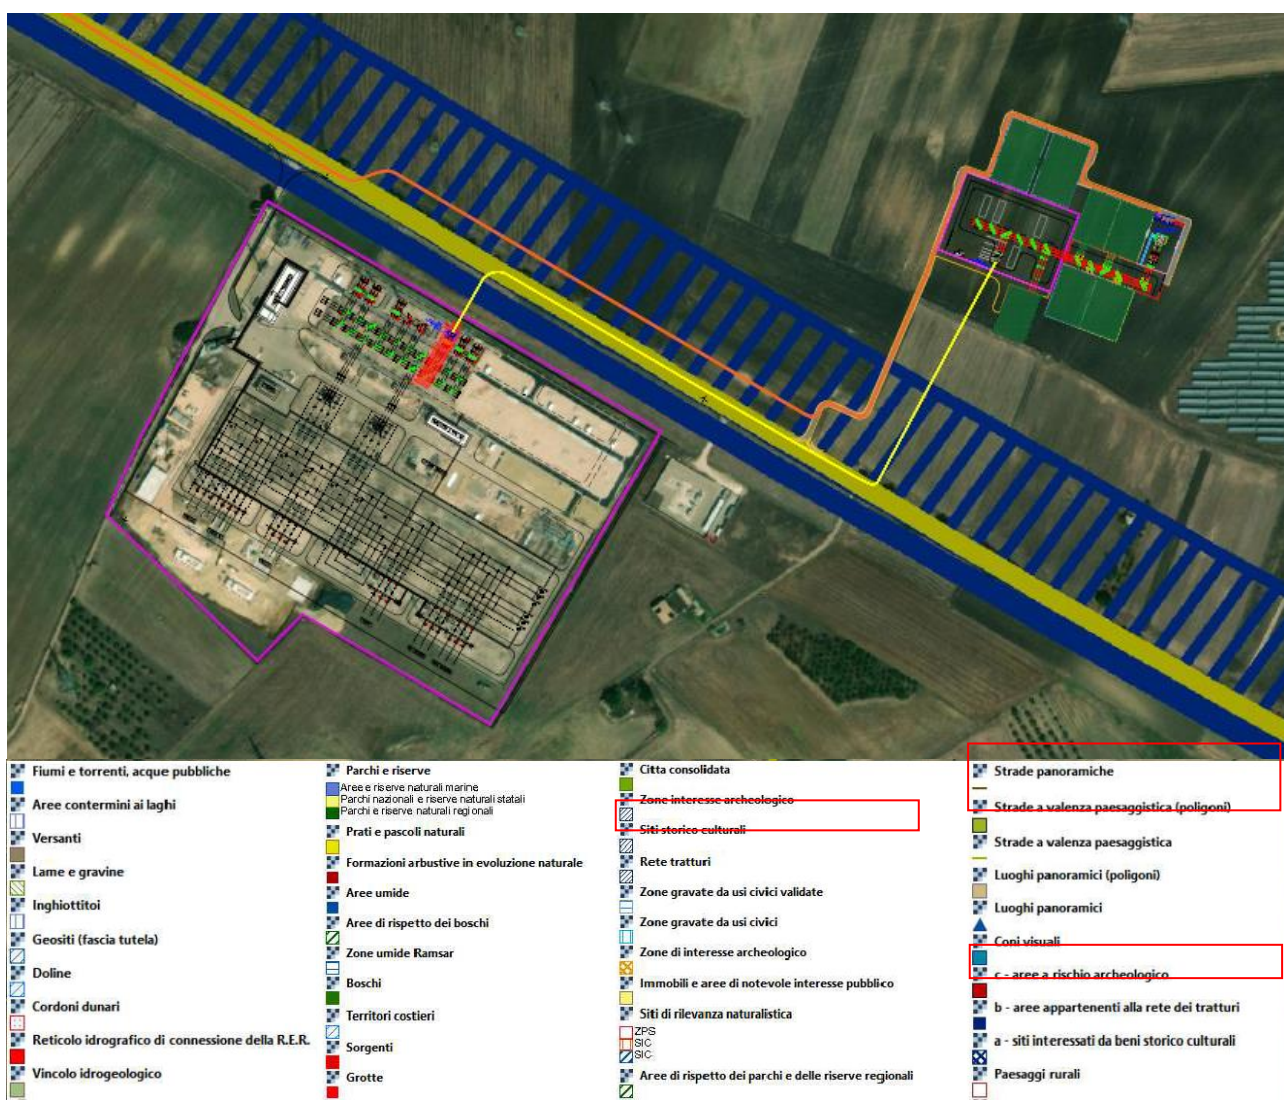 Fiumi e torrenti, acque pubbliche
Aree contermini ai laghi
Versanti
Lame e gravine
Inghiottitoi
Geositi (fascia tutela)
Doline
Cordoni dunari
Reticolo idrografico di connessione della R.E.R.
Vincolo idrogeologico
Parchi e riserve
Aree e riserve naturali marine
Parchi nazionali e riserve naturali statali
Parchi e riserve naturali regionali
Prati e pascoli naturali
Formazioni arbustive in evoluzione naturale
Aree umide
Aree di rispetto dei boschi
Zone umide Ramsar
Boschi
Territori costieri
Sorgenti
Grotte
Citta consolidata
Zone interesse archeologico
Siti storico culturali
Rete tratturi
Zone gravate da usi civici validate
Zone gravate da usi civici
Zone di interesse archeologico
Immobili e aree di notevole interesse pubblico
Siti di rilevanza naturalistica
ZPS
SIC
SIC
Aree di rispetto dei parchi e delle riserve regionali
Strade panoramiche
Strade a valenza paesaggistica (poligoni)
Strade a valenza paesaggistica
Luoghi panoramici (poligoni)
Luoghi panoramici
Coni visuali
c - aree a rischio archeologico
b - aree appartenenti alla rete dei tratturi
a - siti interessati da beni storico culturali
Paesaggi rurali